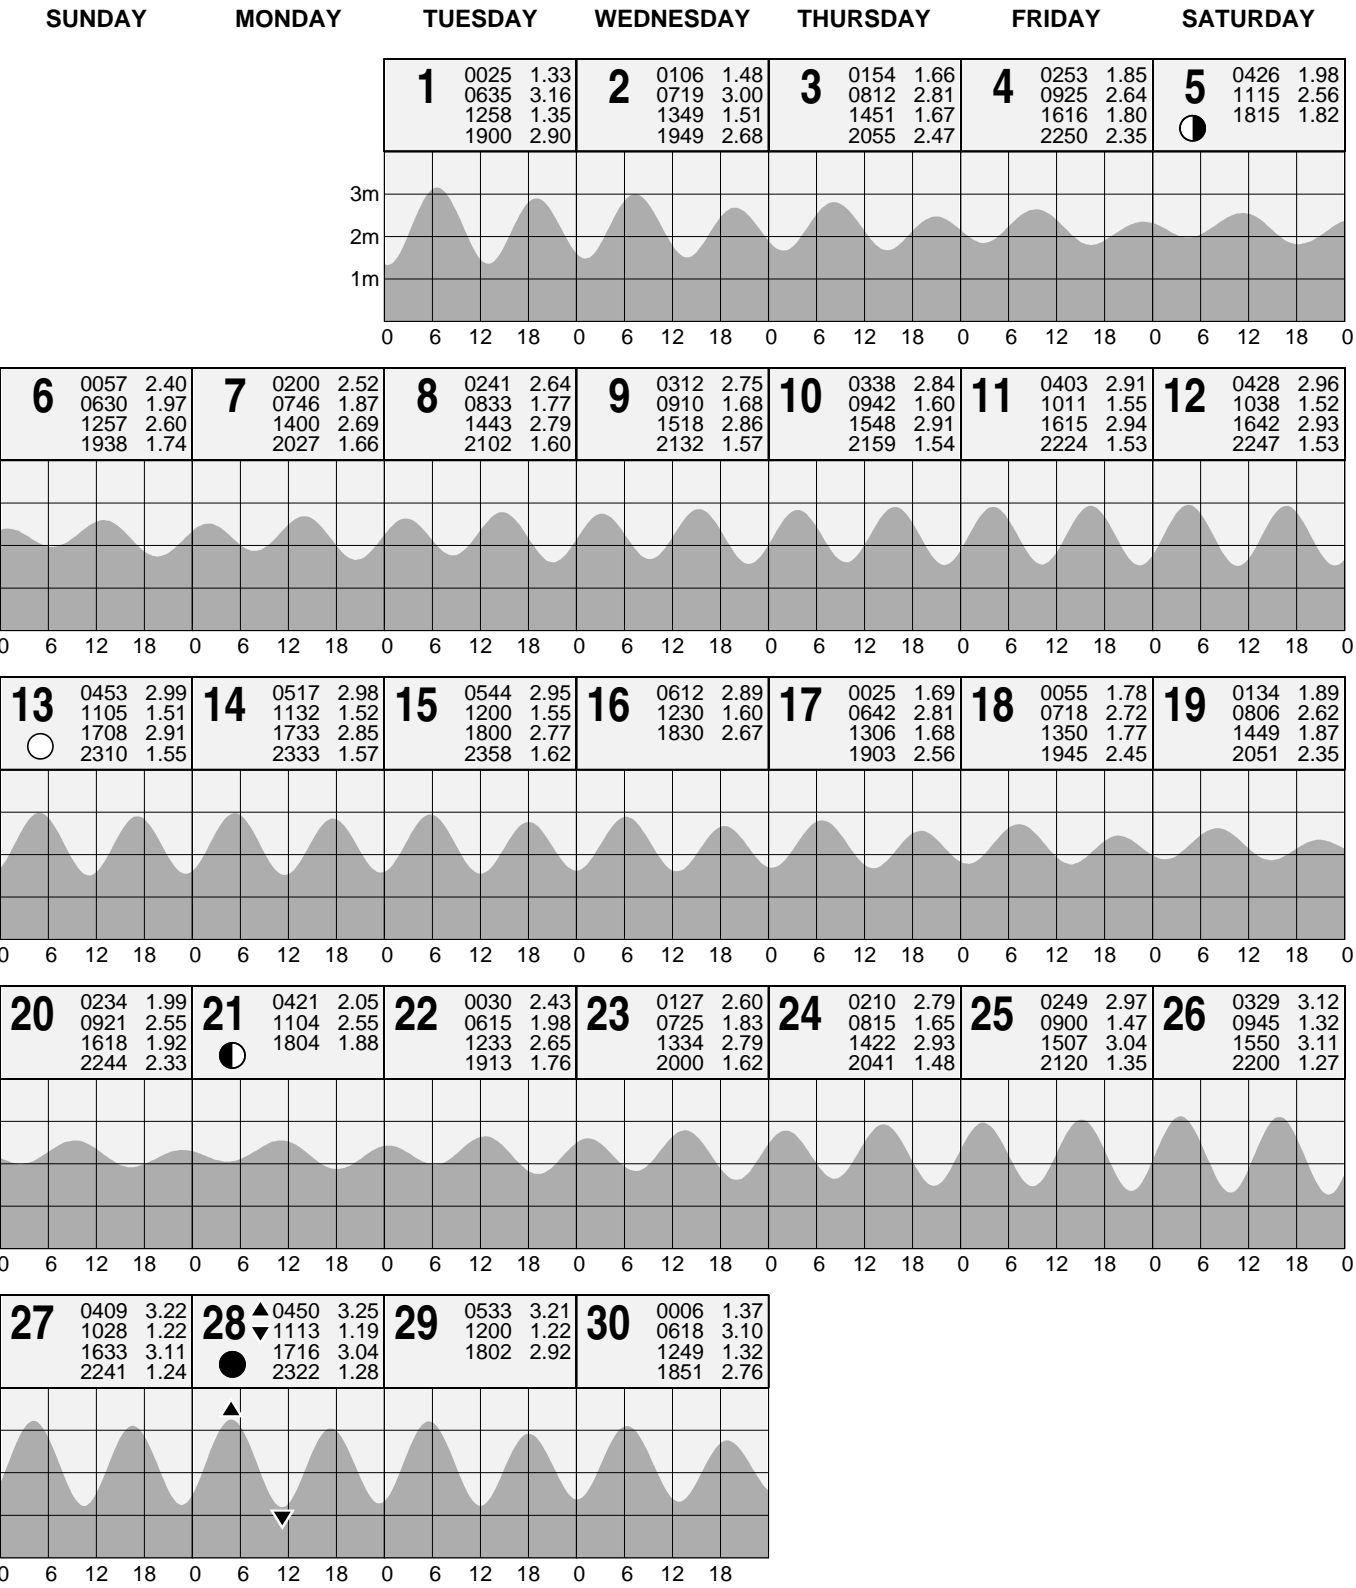 SUNDAY MONDAY TUESDAY WEDNESDAY THURSDAY FRIDAY SATURDAY
1 0025 1.33
0635 3.16
1258 1.35
1900 2.90
2 0106 1.48
0719 3.00
1349 1.51
1949 2.68
3 0154 1.66
0812 2.81
1451 1.67
2055 2.47
4 0253 1.85
0925 2.64
1616 1.80
2250 2.35
5 0426 1.98
1115 2.56
1815 1.82
3m
2m
1m
0 6 12 18 0 6 12 18 0 6 12 18 0 6 12 18 0 6 12 18 0
6 0057 2.40
0630 1.97
1257 2.60
1938 1.74
7 0200 2.52
0746 1.87
1400 2.69
2027 1.66
8 0241 2.64
0833 1.77
1443 2.79
2102 1.60
9 0312 2.75
0910 1.68
1518 2.86
2132 1.57
10 0338 2.84
0942 1.60
1548 2.91
2159 1.54
11 0403 2.91
1011 1.55
1615 2.94
2224 1.53
12 0428 2.96
1038 1.52
1642 2.93
2247 1.53
0 6 12 18 0 6 12 18 0 6 12 18 0 6 12 18 0 6 12 18 0 6 12 18 0 6 12 18 0
13 0453 2.99
1105 1.51
1708 2.91
2310 1.55
14 0517 2.98
1132 1.52
1733 2.85
2333 1.57
15 0544 2.95
1200 1.55
1800 2.77
2358 1.62
16 0612 2.89
1230 1.60
1830 2.67
17 0025 1.69
0642 2.81
1306 1.68
1903 2.56
18 0055 1.78
0718 2.72
1350 1.77
1945 2.45
19 0134 1.89
0806 2.62
1449 1.87
2051 2.35
0 6 12 18 0 6 12 18 0 6 12 18 0 6 12 18 0 6 12 18 0 6 12 18 0 6 12 18 0
20 0234 1.99
0921 2.55
1618 1.92
2244 2.33
21 0421 2.05
1104 2.55
1804 1.88
22 0030 2.43
0615 1.98
1233 2.65
1913 1.76
23 0127 2.60
0725 1.83
1334 2.79
2000 1.62
24 0210 2.79
0815 1.65
1422 2.93
2041 1.48
25 0249 2.97
0900 1.47
1507 3.04
2120 1.35
26 0329 3.12
0945 1.32
1550 3.11
2200 1.27
0 6 12 18 0 6 12 18 0 6 12 18 0 6 12 18 0 6 12 18 0 6 12 18 0 6 12 18 0
27 0409 3.22
1028 1.22
1633 3.11
2241 1.24
28 0450 3.25
1113 1.19
1716 3.04
2322 1.28
29 0533 3.21
1200 1.22
1802 2.92
30 0006 1.37
0618 3.10
1249 1.32
1851 2.76
0 6 12 18 0 6 12 18 0 6 12 18 0 6 12 18